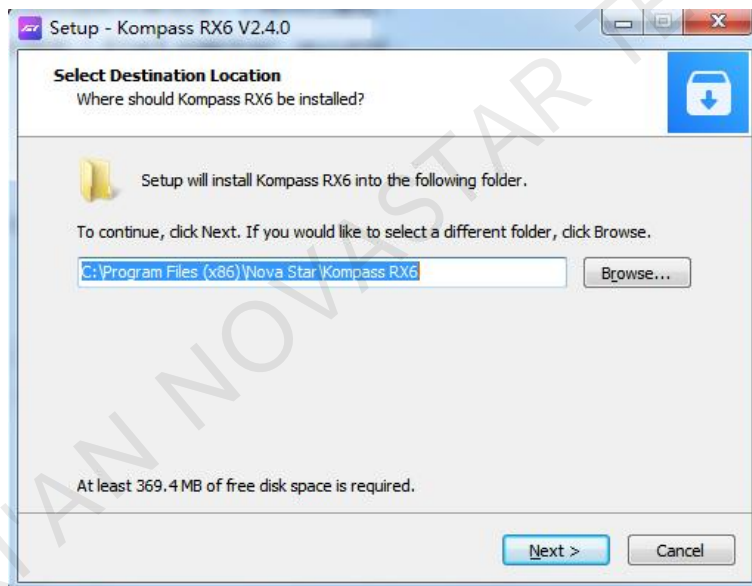 Setup - Kompass RX6 V2.4.0
Select Destination Location
Where should Kompass RX6 be installed?
Setup will install Kompass RX6 into the following folder.
To continue, click Next. If you would like to select a different folder, click Browse.
C:\Program Files (x86)\Nova Star\Kompass RX6
Browse...
At least 369.4 MB of free disk space is required.
Next >
Cancel
AN NOVASTAR TE